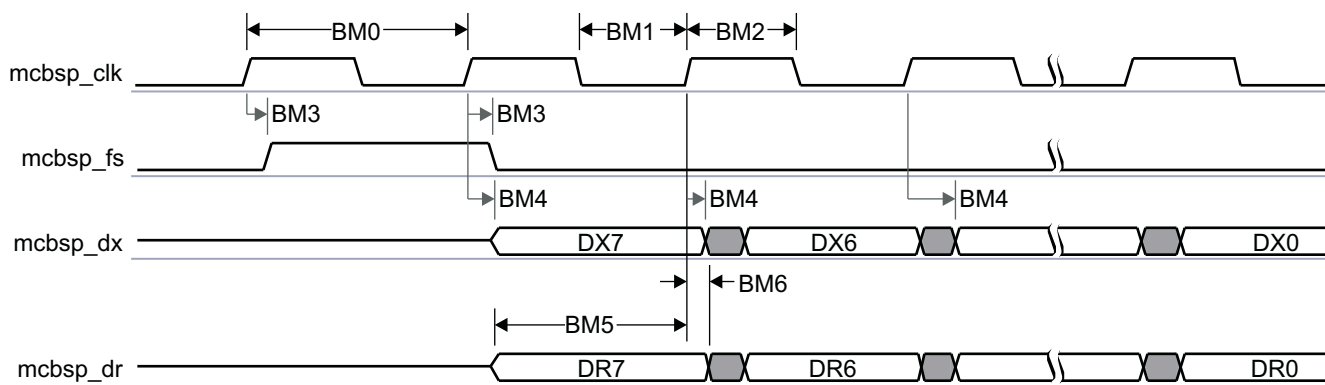 BM0 BM1 BM2
mcbsp_clk
BM3 BM3
mcbsp_fs
BM4 BM4 BM4
mcbsp_dx DX7 DX6 DX0
BM6
BM5
mcbsp_dr DR7 DR6 DR0